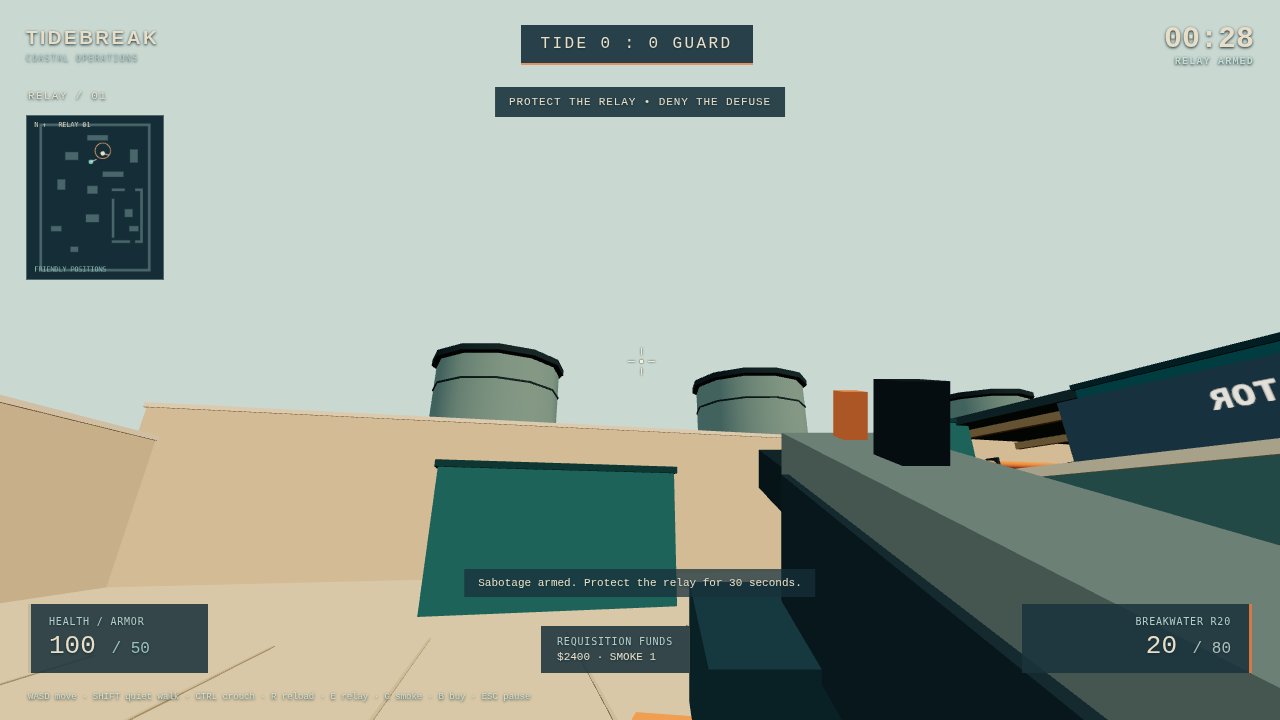 TIDEBREAK
COASTAL OPERATIONS
TIDE 0 : 0 GUARD
00:28
RELAY ARMED
PROTECT THE RELAY • DENY THE DEFUSE
RELAY / 01
N ↑ RELAY 01
FRIENDLY POSITIONS
ЯOT
Sabotage armed. Protect the relay for 30 seconds.
HEALTH / ARMOR
100 / 50
REQUISITION FUNDS
$2400 · SMOKE 1
BREAKWATER R20
20 / 80
WASD move · SHIFT quiet walk · CTRL crouch · R reload · E relay · C smoke · B buy · ESC pause